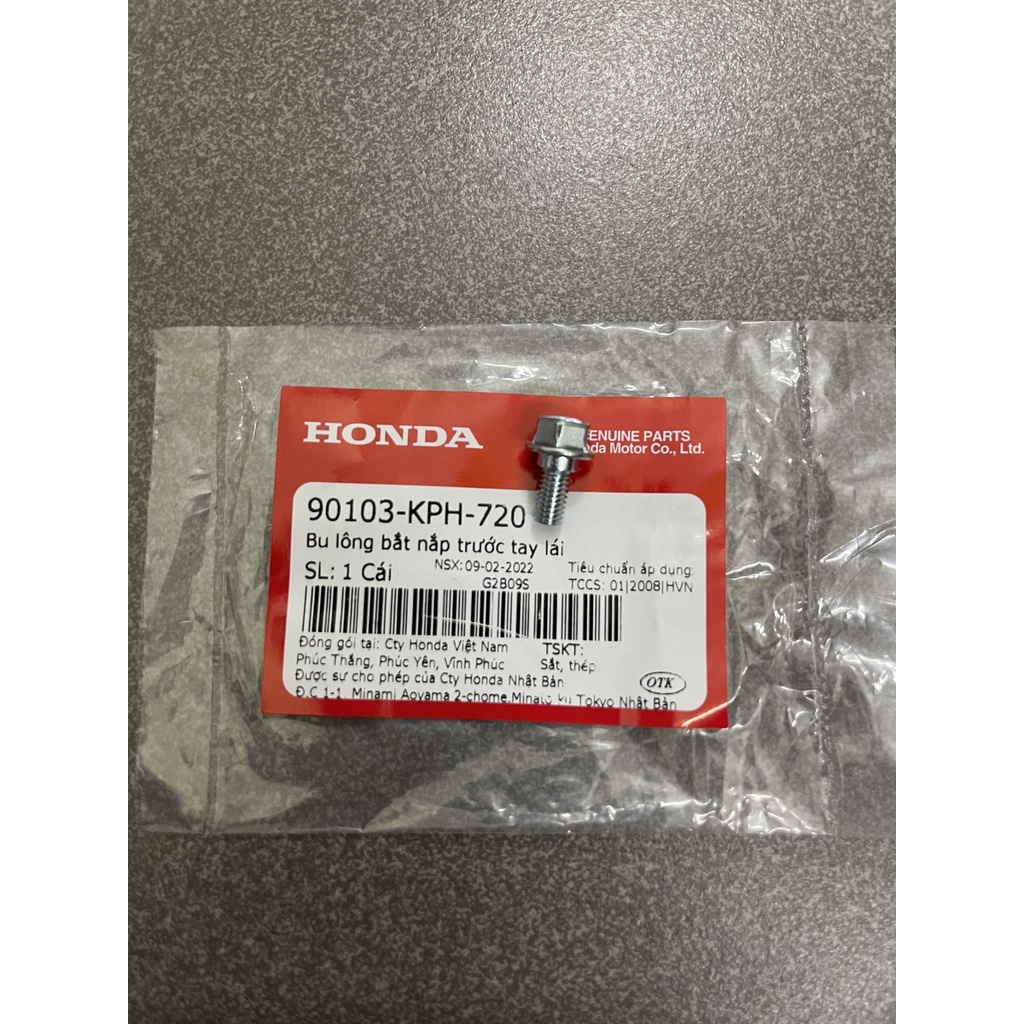 HONDA
ENUINE PARTS
da Motor Co., Ltd.
90103-KPH-720
Bu lông bắt nắp trước tay lái
SL: 1 Cái
NSX: 09-02-2022
G2B09S
Tiêu chuẩn áp dụng:
TCCS: 01|2008|HVN
Đóng gói tại: Cty Honda Việt Nam
Phúc Thắng, Phúc Yên, Vĩnh Phúc
Được sự cho phép của Cty Honda Nhật Bản
Đ.C 1-1, Minami Aoyama 2-chome, Minato ku Tokyo Nhật Bản
TSKT:
Sắt, thép
OTK